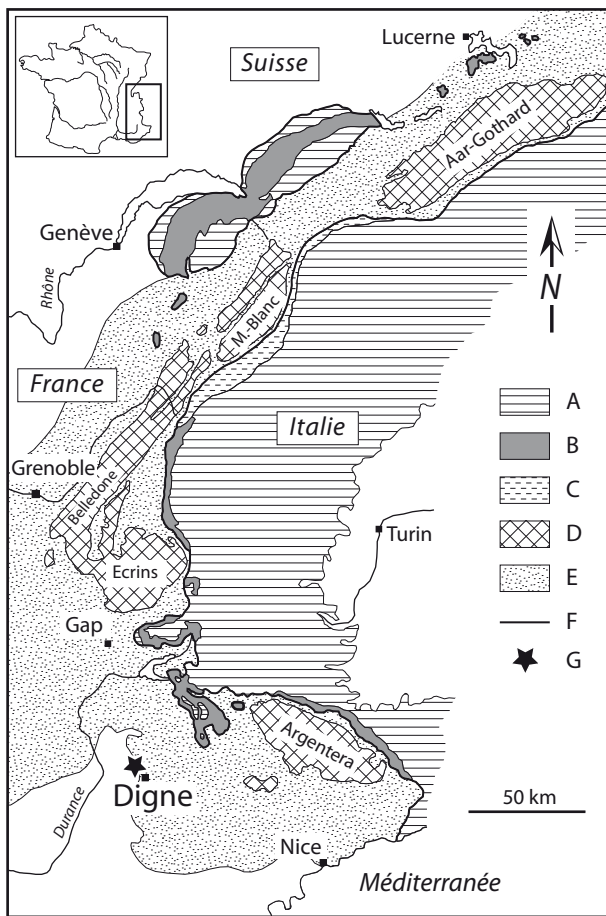 Lucerne
Suisse
Aar-Gothard
Genève
N
Rhône
M.-Blanc
France
A
Italie
B
Grenoble
Belledone
C
Turin
D
Ecrins
E
Gap
F
G
Argentera
Digne
Durance
50 km
Nice
Méditerranée